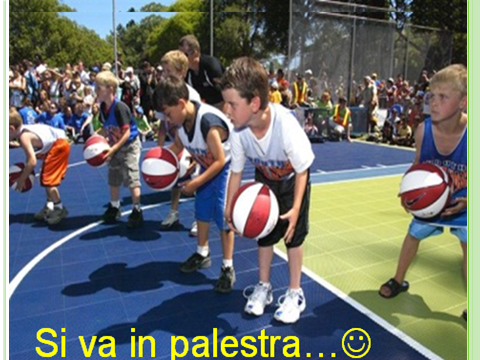 Si va in palestra…☺